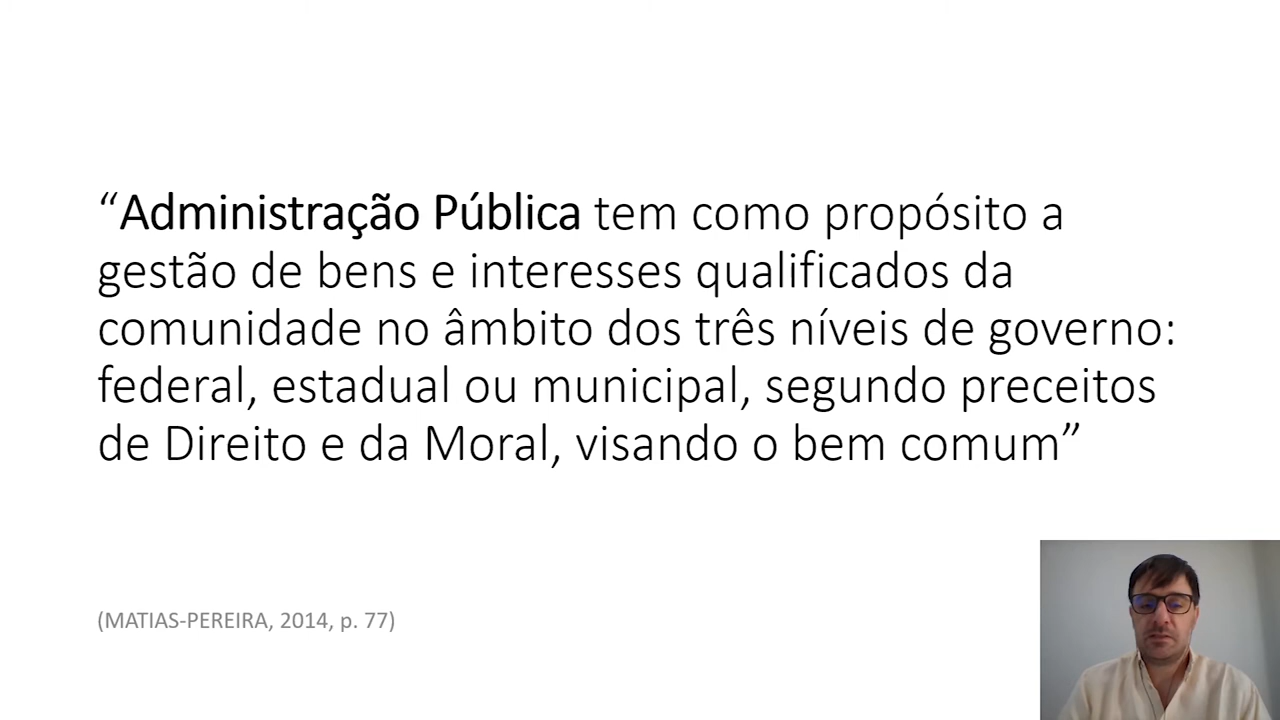 “Administração Pública tem como propósito a
gestão de bens e interesses qualificados da
comunidade no âmbito dos três níveis de governo:
federal, estadual ou municipal, segundo preceitos
de Direito e da Moral, visando o bem comum”
(MATIAS-PEREIRA, 2014, p. 77)